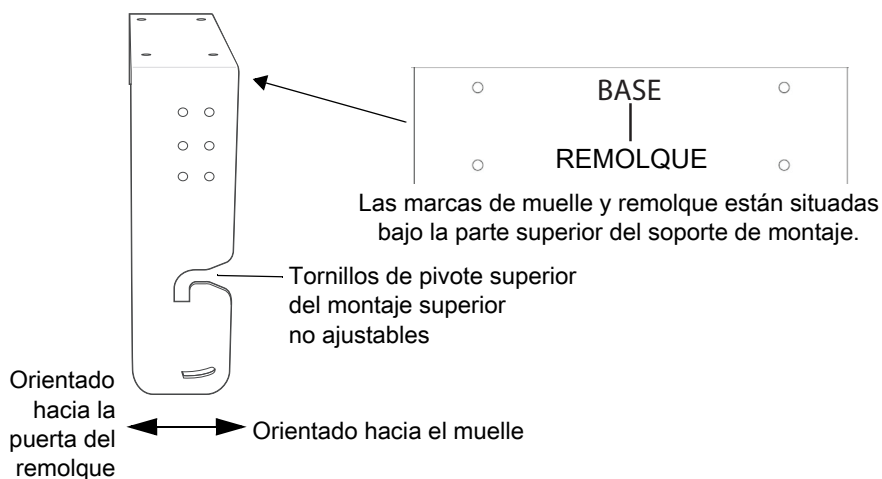 BASE
REMOLQUE
Las marcas de muelle y remolque están situadas
bajo la parte superior del soporte de montaje.
Tornillos de pivote superior
del montaje superior
no ajustables
Orientado
hacia la
puerta del
remolque
Orientado hacia el muelle